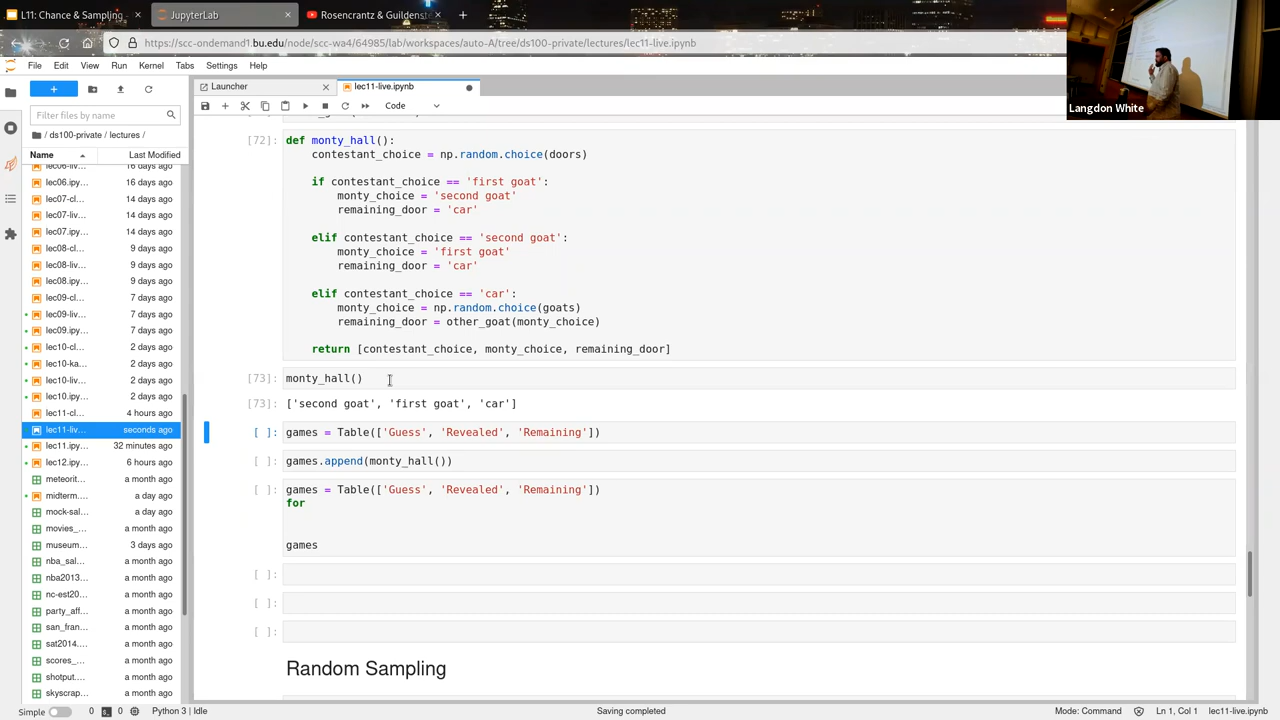 L11: Chance & Sampling -
JupyterLab
Rosencrantz & Guildenste
https://scc-ondemand1.bu.edu/node/scc-wa4/64985/lab/workspaces/auto-A/tree/ds100-private/lectures/lec11-live.ipynb
Langdon White
File Edit View Run Kernel Tabs Settings Help
Launcher
lec11-live.ipynb
Code
Filter files by name
/ ds100-private / lectures /
Name Last Modified
lec06-liv... 16 days ago
lec06.ipy... 16 days ago
lec07-cl... 14 days ago
lec07-liv... 14 days ago
lec07.ipy... 14 days ago
lec08-cl... 9 days ago
lec08-liv... 9 days ago
lec08.ipy... 9 days ago
lec09-cl... 7 days ago
lec09-liv... 7 days ago
lec09.ipy... 7 days ago
lec10-cl... 2 days ago
lec10-ka... 2 days ago
lec10-liv... 2 days ago
lec10.ipy... 2 days ago
lec11-cl... 4 hours ago
lec11-liv... seconds ago
lec11.ipy... 32 minutes ago
lec12.ipy... 6 hours ago
meteorit... a month ago
midterm.... a day ago
mock-sal... a day ago
movies_... a month ago
museum... 3 days ago
nba_sal... a month ago
nba2013... a month ago
nc-est20... a month ago
party_aff... a month ago
san_fran... a month ago
sat2014.... a month ago
scores_... a month ago
shotput.... a month ago
skyscrap... a month ago
[72]: def monty_hall():
contestant_choice = np.random.choice(doors)
if contestant_choice == 'first goat':
monty_choice = 'second goat'
remaining_door = 'car'
elif contestant_choice == 'second goat':
monty_choice = 'first goat'
remaining_door = 'car'
elif contestant_choice == 'car':
monty_choice = np.random.choice(goats)
remaining_door = other_goat(monty_choice)
return [contestant_choice, monty_choice, remaining_door]
[73]: monty_hall()
[73]: ['second goat', 'first goat', 'car']
[ ]: games = Table(['Guess', 'Revealed', 'Remaining'])
[ ]: games.append(monty_hall())
[ ]: games = Table(['Guess', 'Revealed', 'Remaining'])
for
games
[ ]:
[ ]:
[ ]:
Random Sampling
Simple 0 0 Python 3 | Idle Saving completed Mode: Command Ln 1, Col 1 lec11-live.ipynb